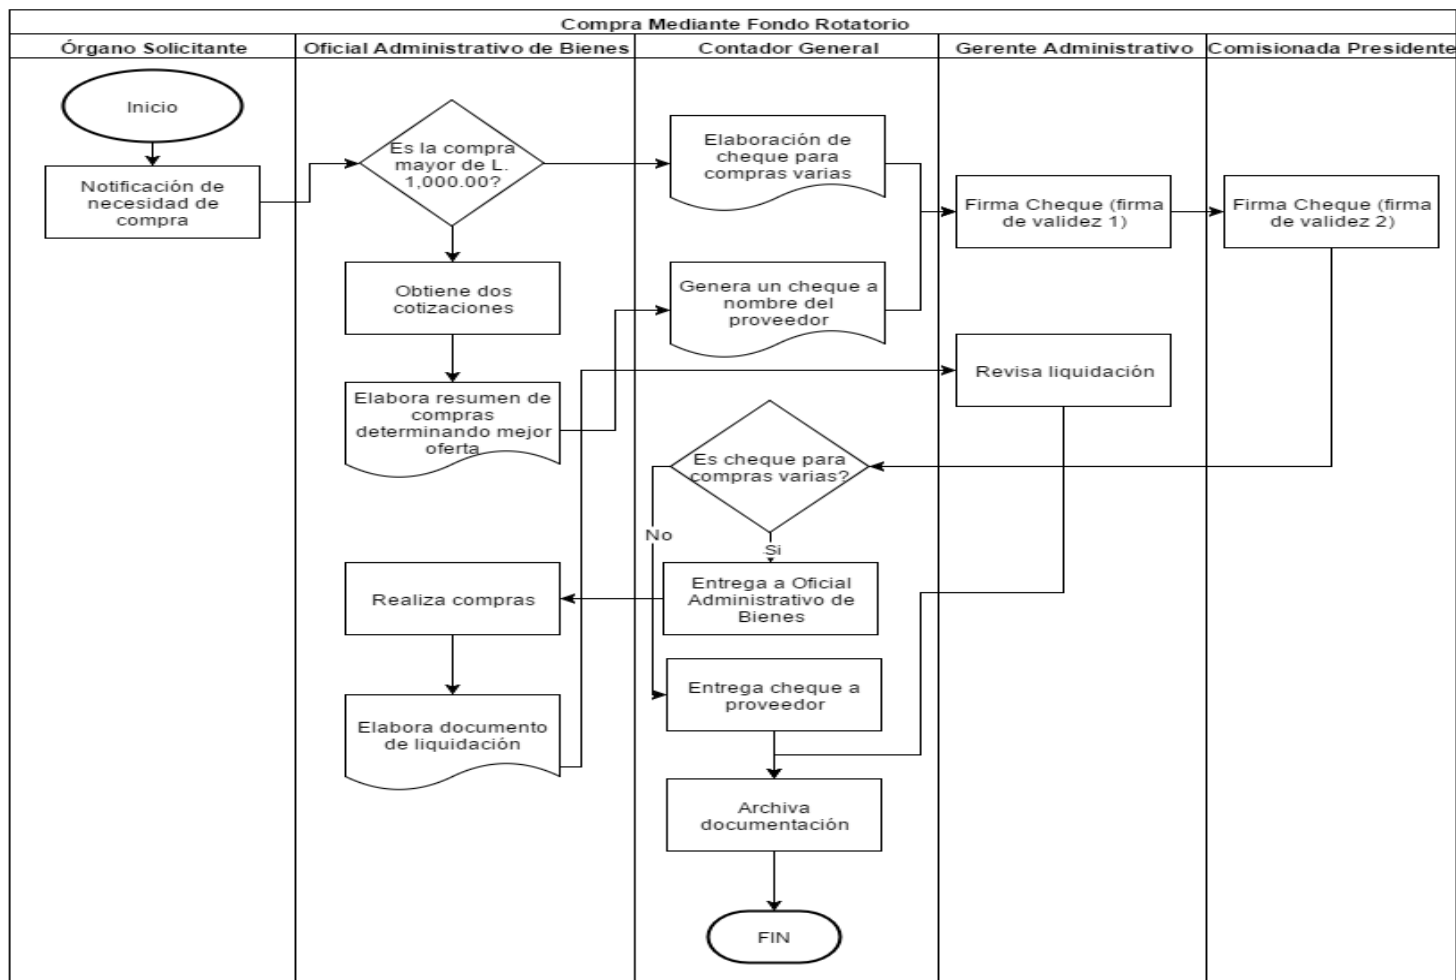 Compra Mediante Fondo Rotatorio
Órgano Solicitante
Oficial Administrativo de Bienes
Contador General
Gerente Administrativo
Comisionada Presidente
Inicio
Notificación de
necesidad de
compra
Es la compra
mayor de L.
1,000.00?
Elaboración de
cheque para
compras varias
Firma Cheque (firma
de validez 1)
Firma Cheque (firma
de validez 2)
Obtiene dos
cotizaciones
Genera un cheque a
nombre del
proveedor
Revisa liquidación
Elabora resumen de
compras
determinando mejor
oferta
Es cheque para
compras varias?
No
Si
Realiza compras
Entrega a Oficial
Administrativo de
Bienes
Entrega cheque a
proveedor
Elabora documento
de liquidación
Archiva
documentación
FIN